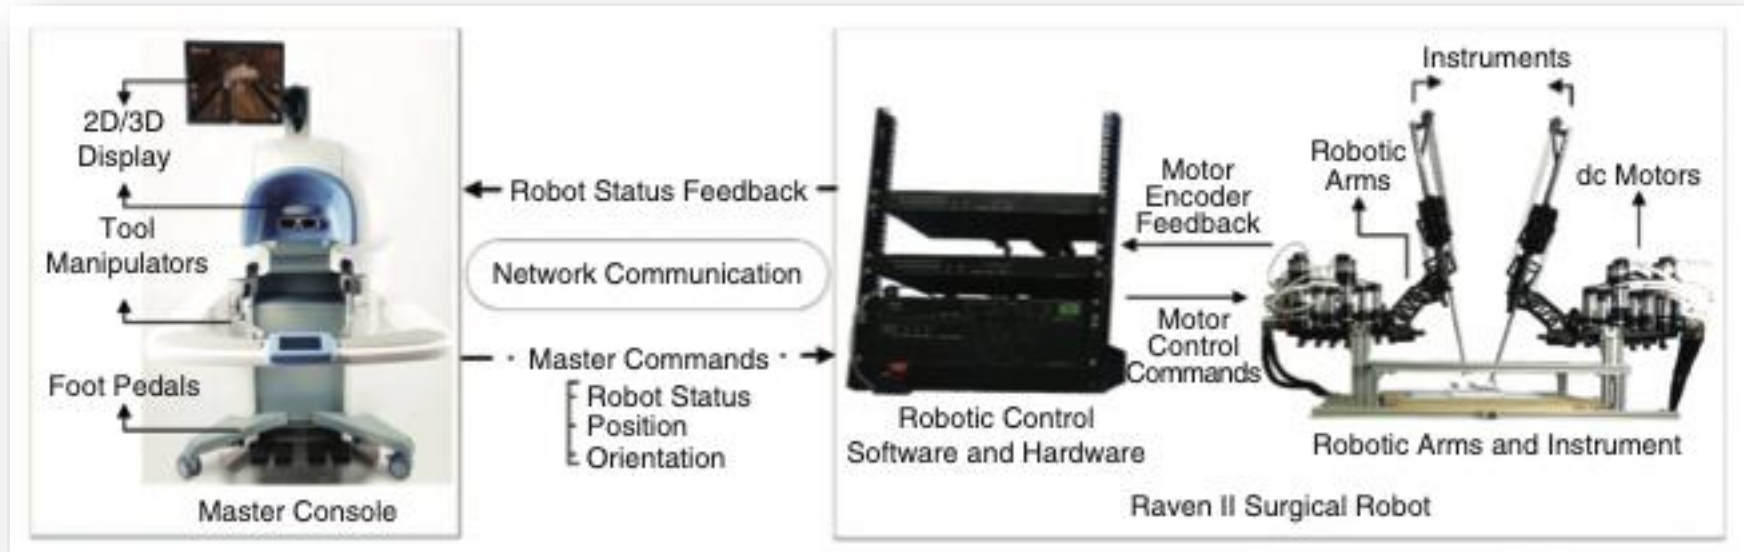 2D/3D
Display
Tool
Manipulators
Foot Pedals
Master Console
Robot Status Feedback
Network Communication
Master Commands
Robot Status
Position
Orientation
Robotic Control
Software and Hardware
Motor
Encoder
Feedback
Motor
Control
Commands
Instruments
Robotic
Arms
dc Motors
Robotic Arms and Instrument
Raven II Surgical Robot